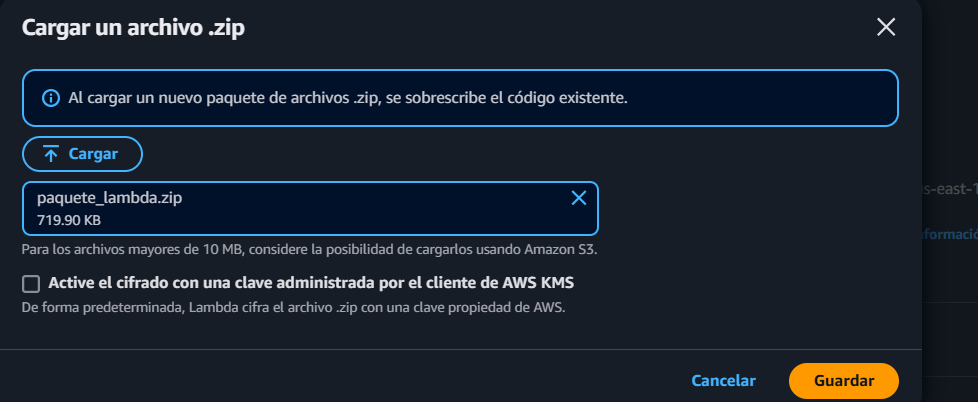 Cargar un archivo .zip
Al cargar un nuevo paquete de archivos .zip, se sobrescribe el código existente.
Cargar
paquete_lambda.zip
719.90 KB
s-east-1
Para los archivos mayores de 10 MB, considere la posibilidad de cargarlos usando Amazon S3.
formació
Active el cifrado con una clave administrada por el cliente de AWS KMS
De forma predeterminada, Lambda cifra el archivo .zip con una clave propiedad de AWS.
Cancelar
Guardar